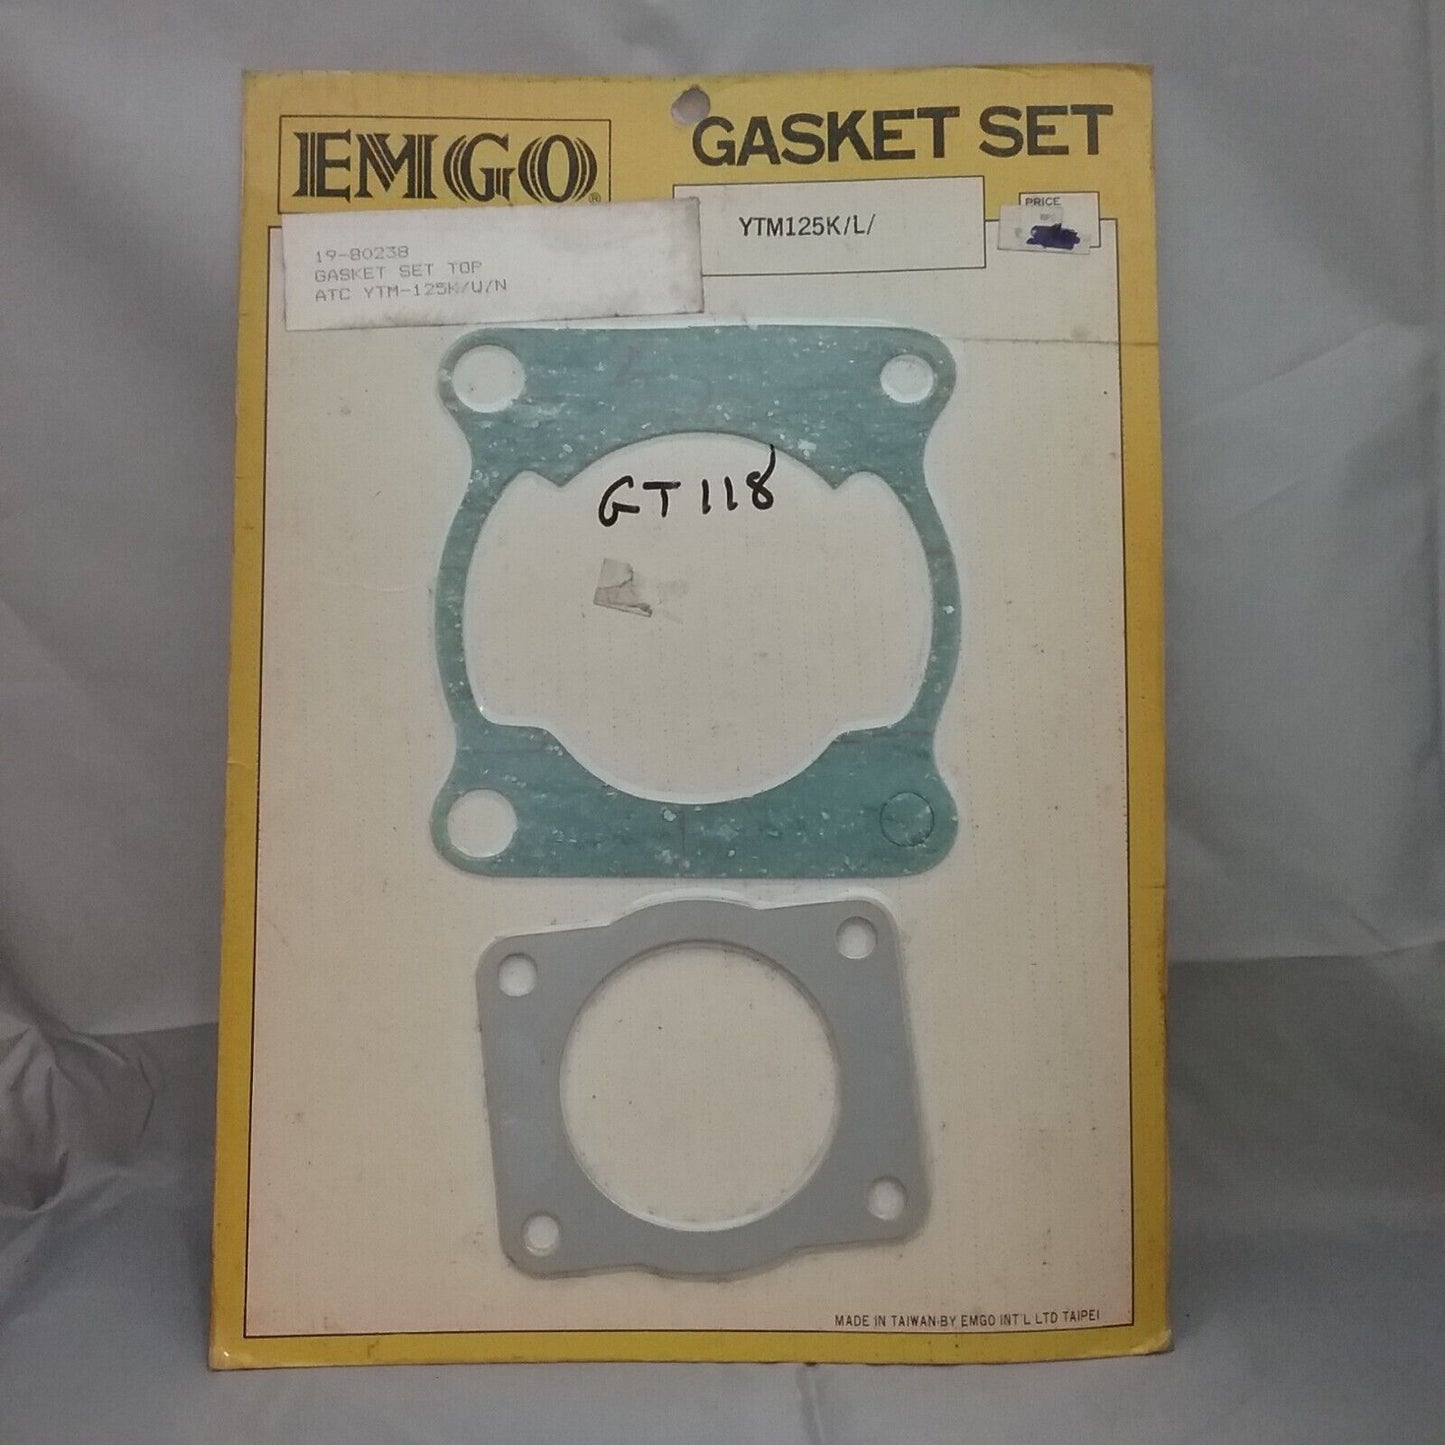 EMGO®
GASKET SET
YTM125K/L/
PRICE
19-80238
GASKET SET TOP
ATC YTM-125K/U/N
GT118
MADE IN TAIWAN BY EMGO INT'L LTD TAIPEI